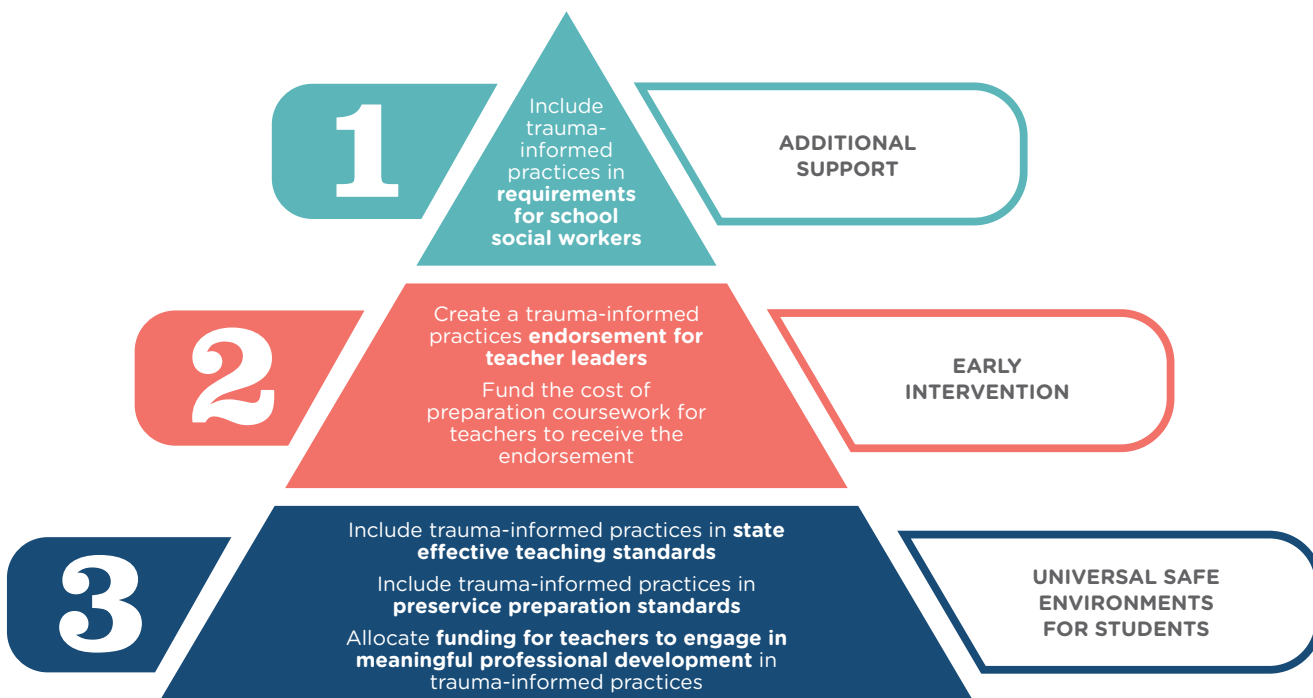 1
Include
trauma-
informed
practices in
requirements
for school
social workers
ADDITIONAL
SUPPORT
2
Create a trauma-informed
practices endorsement for
teacher leaders
Fund the cost of
preparation coursework for
teachers to receive the
endorsement
EARLY
INTERVENTION
3
Include trauma-informed practices in state
effective teaching standards
Include trauma-informed practices in
preservice preparation standards
Allocate funding for teachers to engage in
meaningful professional development in
trauma-informed practices
UNIVERSAL SAFE
ENVIRONMENTS
FOR STUDENTS